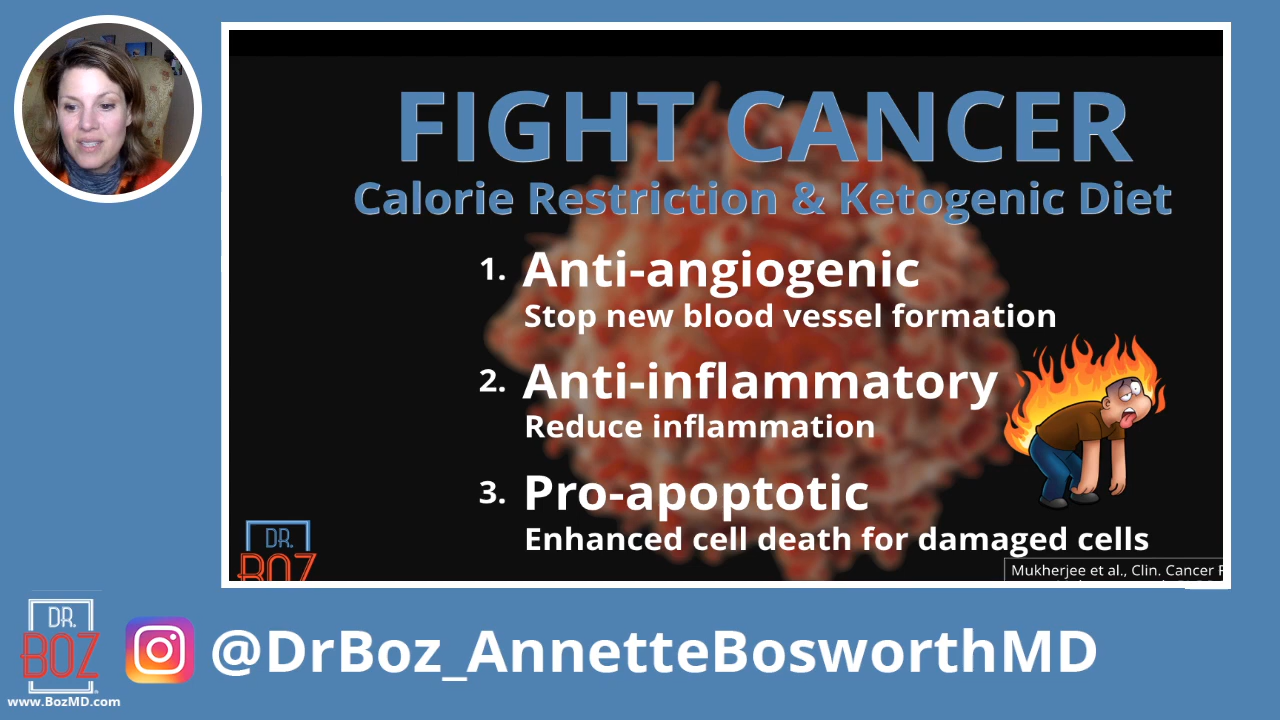 FIGHT CANCER
Calorie Restriction & Ketogenic Diet
1. Anti-angiogenic
Stop new blood vessel formation
2. Anti-inflammatory
Reduce inflammation
3. Pro-apoptotic
Enhanced cell death for damaged cells
DR.
BOZ
Mukherjee et al., Clin. Cancer
DR.
BOZ
@DrBoz_AnnetteBosworthMD
www.BozMD.com